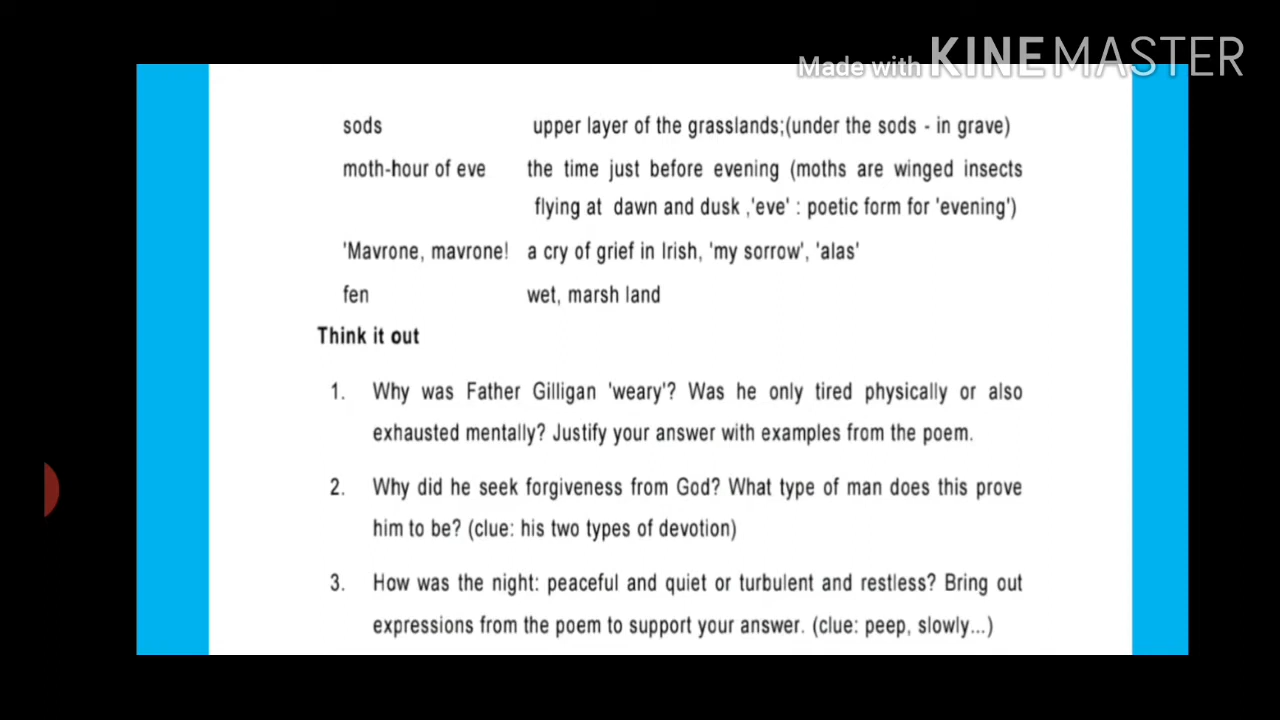 Made with KINEMASTER
sods upper layer of the grasslands;(under the sods - in grave)
moth-hour of eve the time just before evening (moths are winged insects
flying at dawn and dusk ,'eve' : poetic form for 'evening')
'Mavrone, mavrone! a cry of grief in Irish, 'my sorrow', 'alas'
fen wet, marsh land
Think it out
1. Why was Father Gilligan 'weary'? Was he only tired physically or also
exhausted mentally? Justify your answer with examples from the poem.
2. Why did he seek forgiveness from God? What type of man does this prove
him to be? (clue: his two types of devotion)
3. How was the night: peaceful and quiet or turbulent and restless? Bring out
expressions from the poem to support your answer. (clue: peep, slowly...)